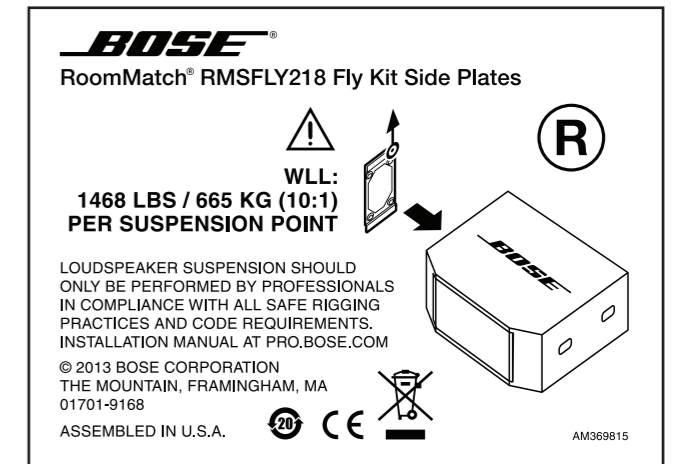 BOSE®
RoomMatch® RMSFLY218 Fly Kit Side Plates
R
WLL:
1468 LBS / 665 KG (10:1)
PER SUSPENSION POINT
BOSE
LOUDSPEAKER SUSPENSION SHOULD
ONLY BE PERFORMED BY PROFESSIONALS
IN COMPLIANCE WITH ALL SAFE RIGGING
PRACTICES AND CODE REQUIREMENTS.
INSTALLATION MANUAL AT PRO.BOSE.COM
© 2013 BOSE CORPORATION
THE MOUNTAIN, FRAMINGHAM, MA
01701-9168
ASSEMBLED IN U.S.A.
20
CE
AM369815